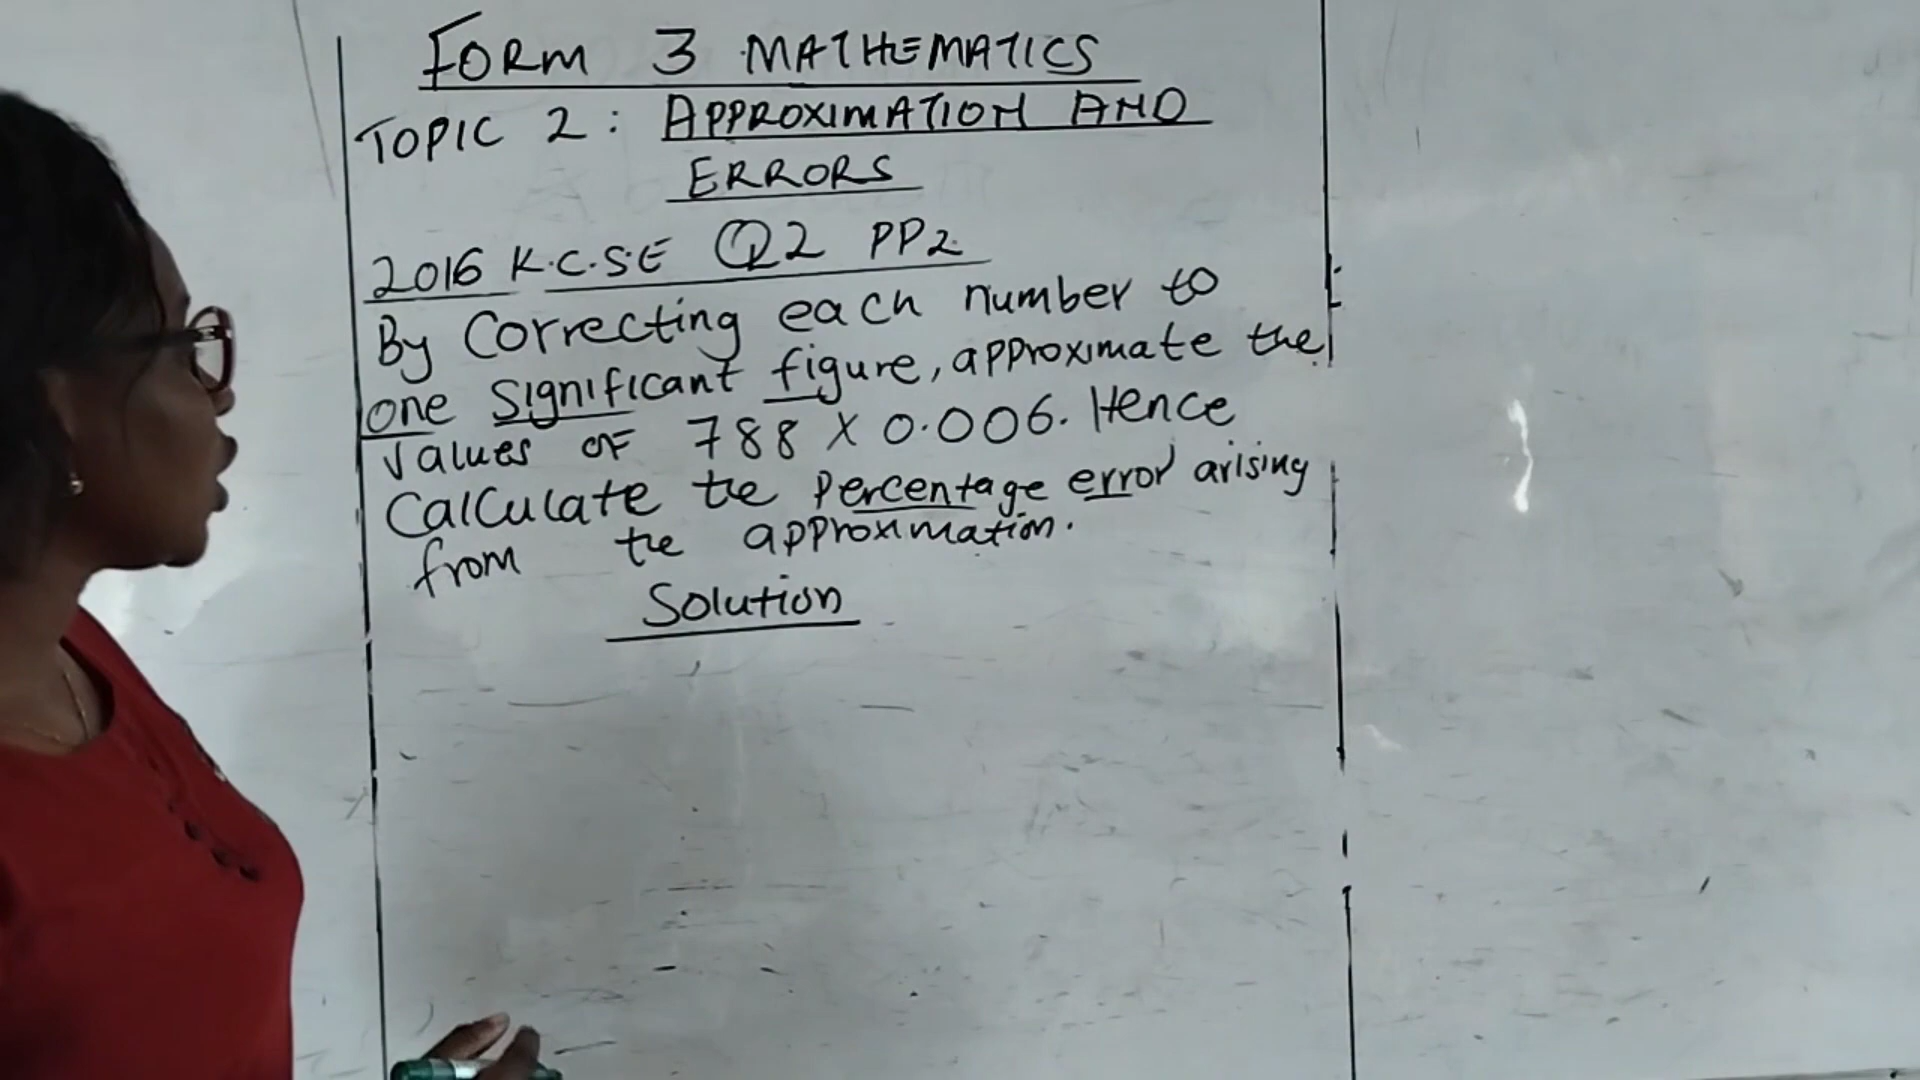 FORM 3 MATHEMATICS
TOPIC 2: APPROXIMATION AND
ERRORS
2016 K.C.S.E Q2 PP2.
By Correcting each number to
one significant figure, approximate the
values OF 788 X 0.006. Hence
Calculate the percentage error arising
from the approximation.
Solution